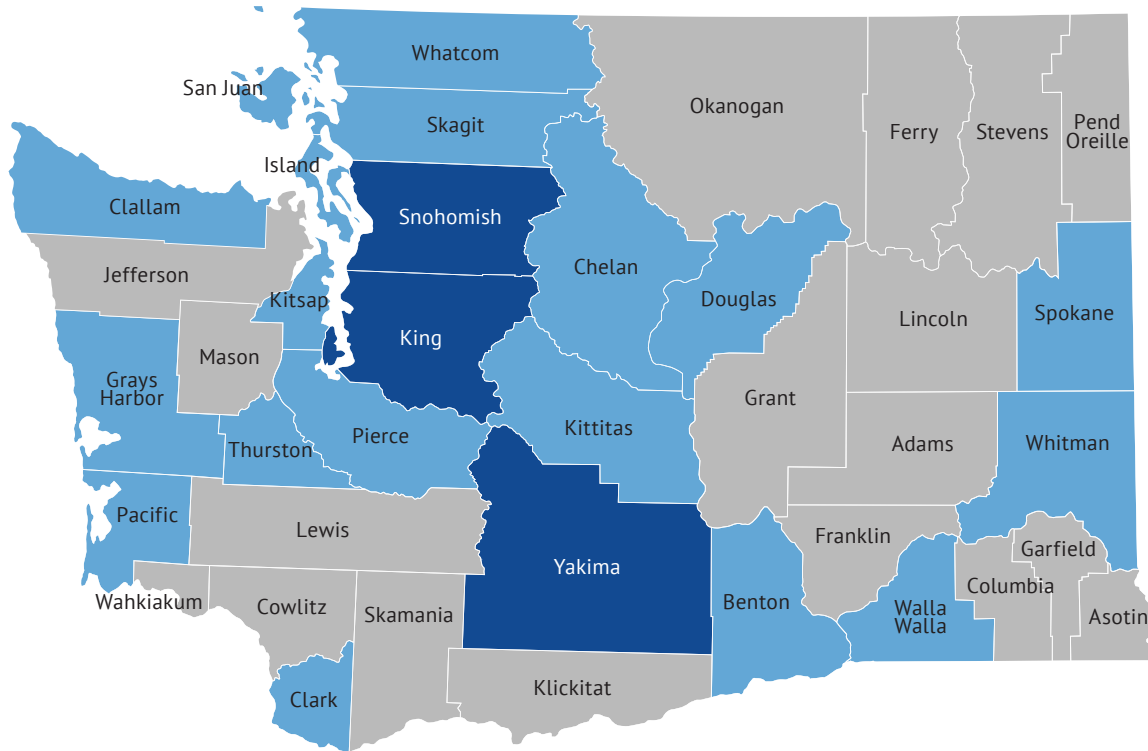 Whatcom
San Juan
Skagit
Okanogan
Ferry
Stevens
Pend
Oreille
Island
Clallam
Snohomish
Jefferson
Chelan
Kitsap
Douglas
Lincoln
Spokane
King
Mason
Grays
Harbor
Grant
Kittitas
Pierce
Thurston
Adams
Whitman
Pacific
Lewis
Franklin
Garfield
Yakima
Columbia
Wahkiakum
Cowlitz
Skamania
Benton
Walla
Walla
Asotin
Klickitat
Clark